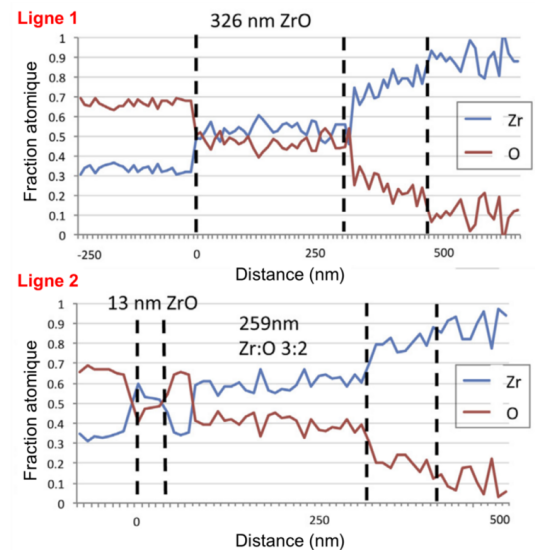 Ligne 1
326 nm ZrO
Fraction atomique
1
0.9
0.8
0.7
0.6
0.5
0.4
0.3
0.2
0.1
0
-250
0
250
500
Distance (nm)
Zr
O
Ligne 2
13 nm ZrO
259nm
Zr:O 3:2
Fraction atomique
1
0.9
0.8
0.7
0.6
0.5
0.4
0.3
0.2
0.1
0
0
250
500
Distance (nm)
Zr
O